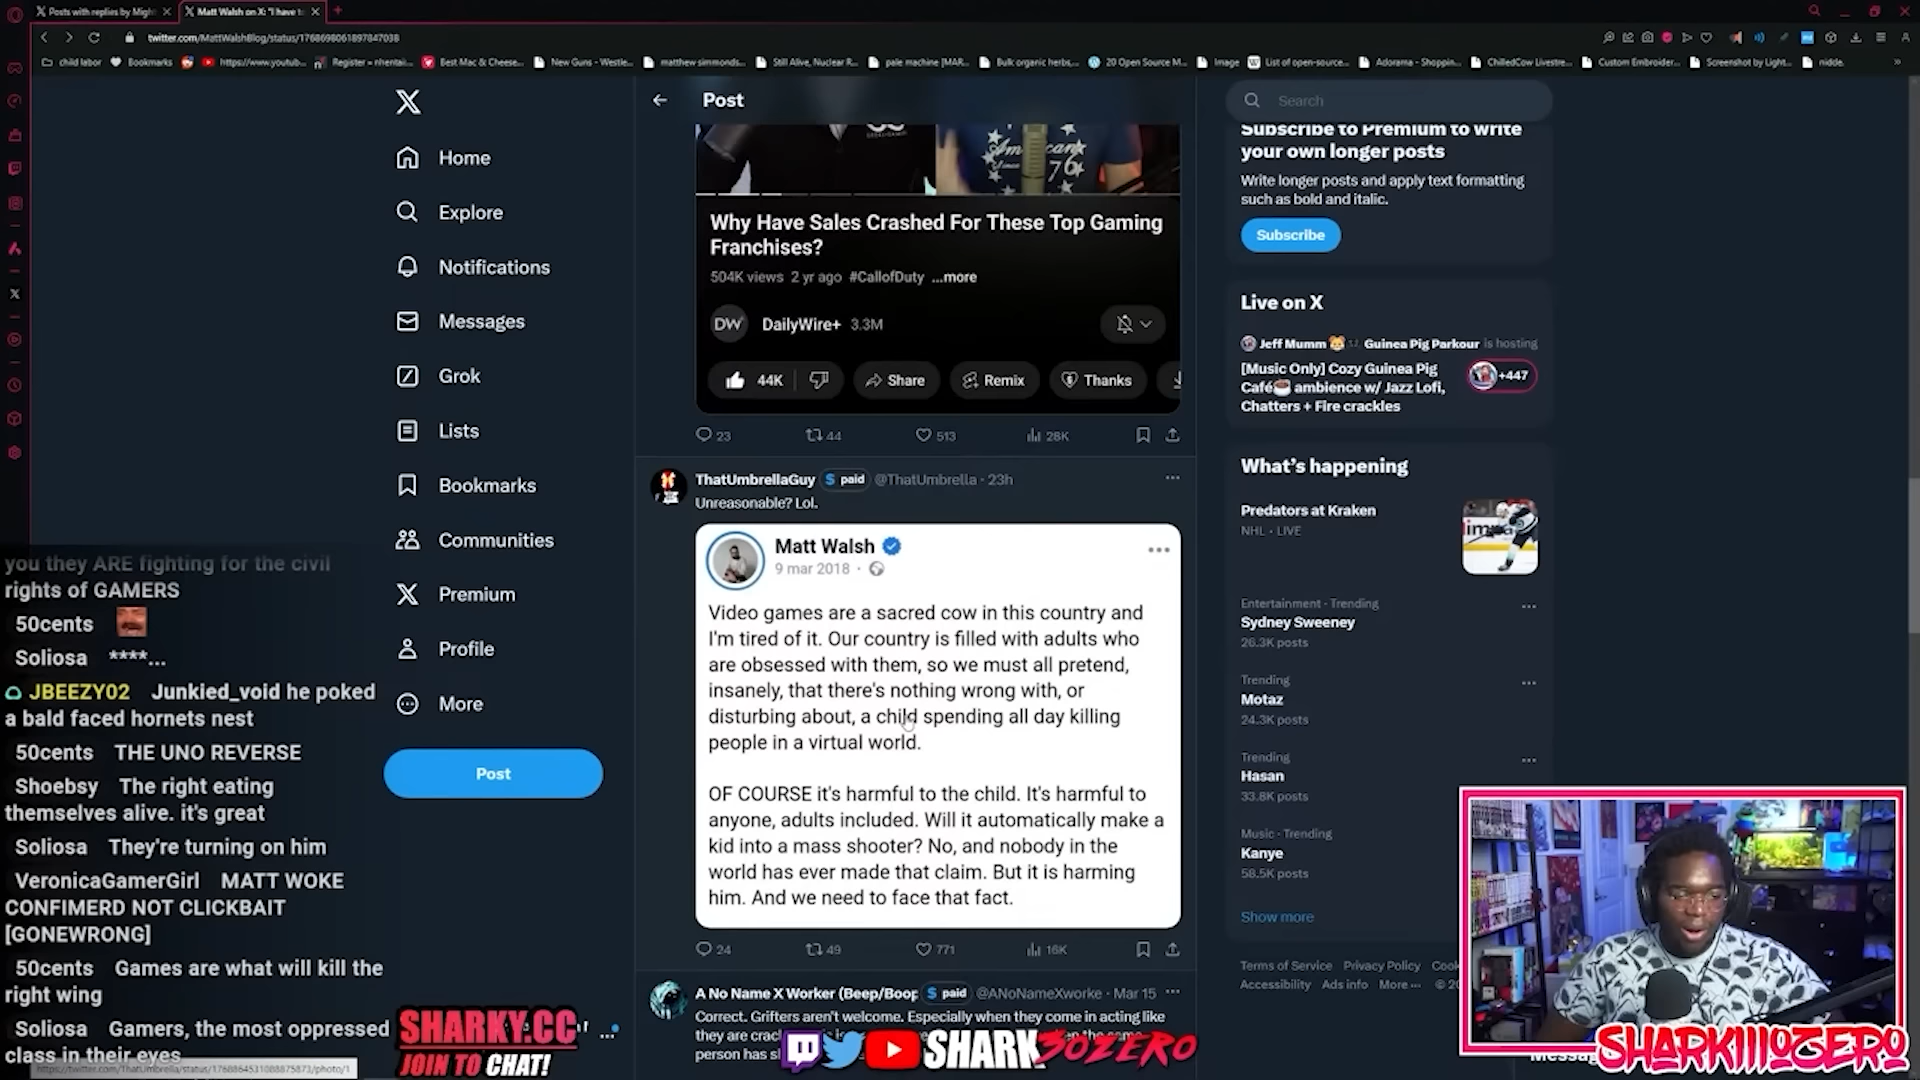 Posts with replies by Migh
Matt Walsh on X: "I have t
twitter.com/MattWalshBlog/status/1768698061897847038
child labor
Bookmarks
https://www.youtub...
Register – nhentai...
Best Mac & Cheese...
New Guns - Westle...
matthew simmonds...
Still Alive, Nuclear R...
pale machine [MAR...
Bulk organic herbs,...
20 Open Source M...
Image
List of open-source...
Adorama - Shoppin...
ChilledCow Livestre...
Custom Embroider...
Screenshot by Light...
nidde.
Home
Explore
Notifications
Messages
Grok
Lists
Bookmarks
Communities
Premium
Profile
More
Post
Post
American
Since 76
Why Have Sales Crashed For These Top Gaming
Franchises?
504K views 2 yr ago #CallofDuty ...more
DW DailyWire+ 3.3M
44K Share Remix Thanks
23 44 513 28K
ThatUmbrellaGuy $ paid @ThatUmbrella · 23h
Unreasonable? Lol.
Matt Walsh
9 mar 2018 ·
Video games are a sacred cow in this country and
I'm tired of it. Our country is filled with adults who
are obsessed with them, so we must all pretend,
insanely, that there's nothing wrong with, or
disturbing about, a child spending all day killing
people in a virtual world.
OF COURSE it's harmful to the child. It's harmful to
anyone, adults included. Will it automatically make a
kid into a mass shooter? No, and nobody in the
world has ever made that claim. But it is harming
him. And we need to face that fact.
24 49 771 16K
A No Name X Worker (Beep/Boop $ paid @ANoNameXworke · Mar 15
Correct. Grifters aren't welcome. Especially when they come in acting like
they are crac
person has s
Search
Subscribe to Premium to write
your own longer posts
Write longer posts and apply text formatting
such as bold and italic.
Subscribe
Live on X
Jeff Mumm Guinea Pig Parkour is hosting
[Music Only] Cozy Guinea Pig
Café ambience w/ Jazz Lofi,
Chatters + Fire crackles
+447
What's happening
Predators at Kraken
NHL · LIVE
Entertainment · Trending
Sydney Sweeney
26.3K posts
Trending
Motaz
24.3K posts
Trending
Hasan
33.8K posts
Music · Trending
Kanye
58.5K posts
Show more
Terms of Service Privacy Policy Cook
Accessibility Ads info More ··· © 20
you they ARE fighting for the civil
rights of GAMERS
50cents
Soliosa ****...
JBEEZY02 Junkied_void he poked
a bald faced hornets nest
50cents THE UNO REVERSE
Shoebsy The right eating
themselves alive. it's great
Soliosa They're turning on him
VeronicaGamerGirl MATT WOKE
CONFIMERD NOT CLICKBAIT
[GONEWRONG]
50cents Games are what will kill the
right wing
Soliosa Gamers, the most oppressed
class in their eyes
https://twitter.com/ThatUmbrella/status/1768864531088875873/photo/1
SHARKY.CC
JOIN TO CHAT!
SHARK3OZERO
SHARK3OZERO